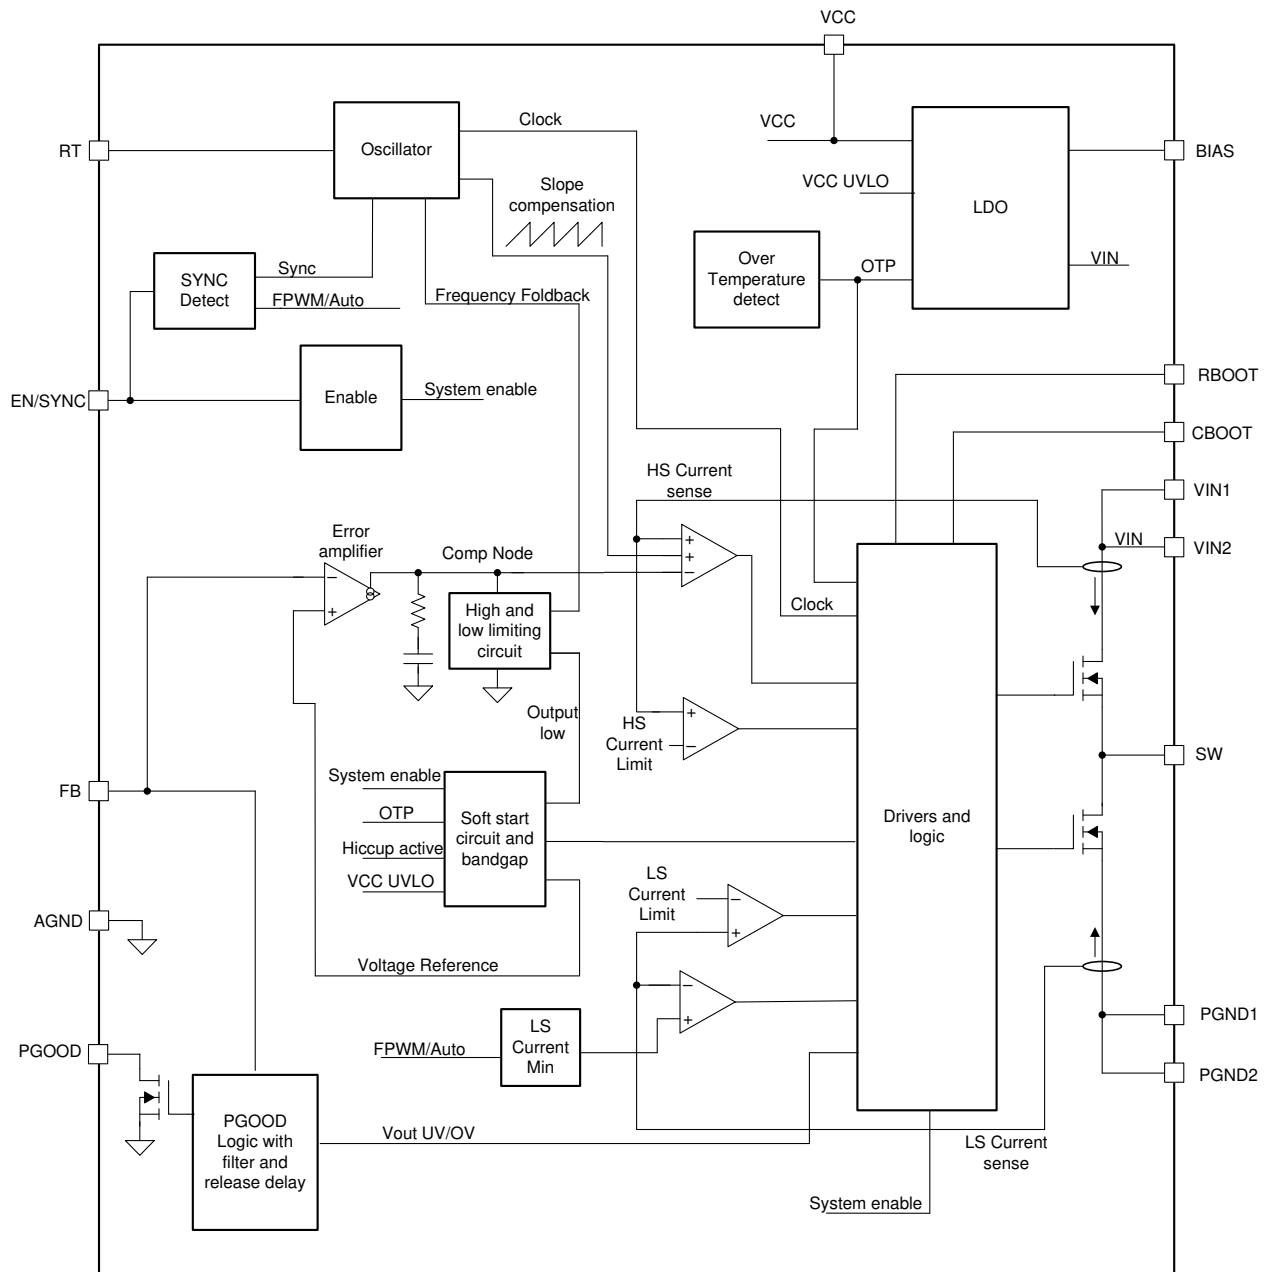 VCC
RT
Oscillator
Clock
VCC
BIAS
VCC UVLO
LDO
Slope
compensation
SYNC
Detect
Sync
FPWM/Auto
Frequency Foldback
Over
Temperature
detect
OTP
VIN
EN/SYNC
Enable
System enable
RBOOT
CBOOT
HS Current
sense
VIN1
VIN
VIN2
Error
amplifier
−
+
Comp Node
+
+
−
High and
low limiting
circuit
Clock
Output
low
HS
Current
Limit
+
−
SW
FB
System enable
OTP
Hiccup active
VCC UVLO
Soft start
circuit and
bandgap
Drivers and
logic
LS
Current
Limit
−
+
AGND
Voltage Reference
−
+
LS
Current
Min
FPWM/Auto
PGND1
PGOOD
PGND2
PGOOD
Logic with
filter and
release delay
Vout UV/OV
LS Current
sense
System enable